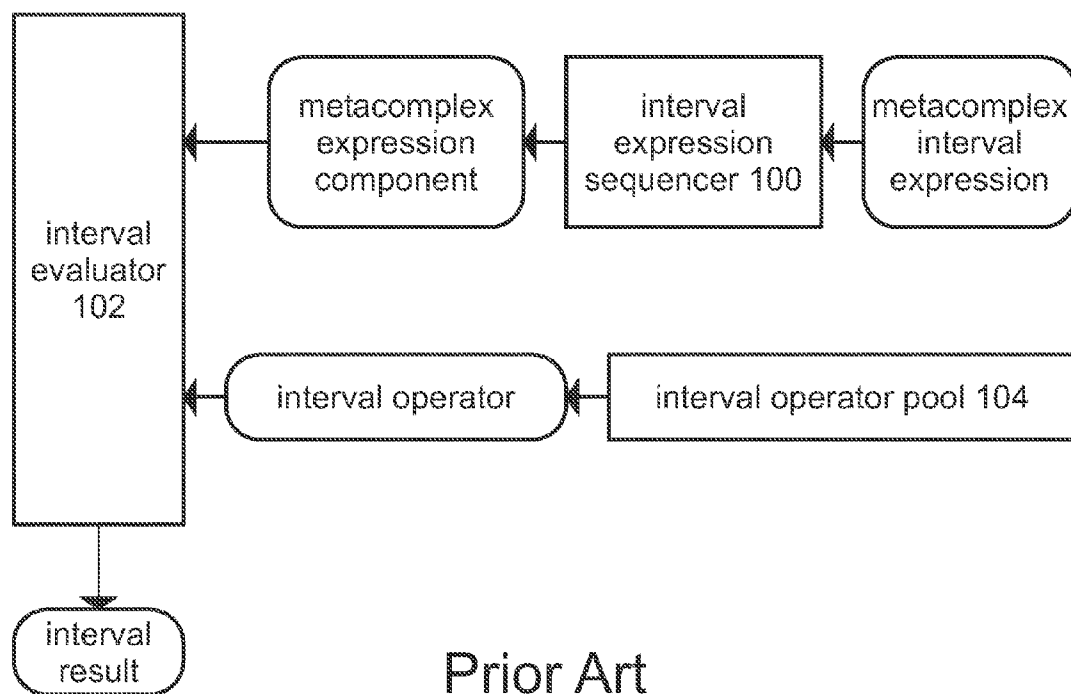 interval
evaluator
102
metacomplex
expression
component
interval
expression
sequencer 100
metacomplex
interval
expression
interval operator
interval operator pool 104
interval
result
Prior Art